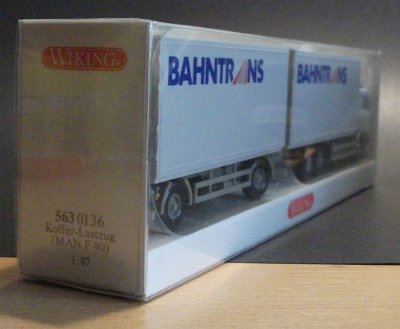 WIKING
BAHNTRANS
BAHNTRANS
563 0136
Koffer-Lastzug
(MAN F 90)
1:87
WIKING